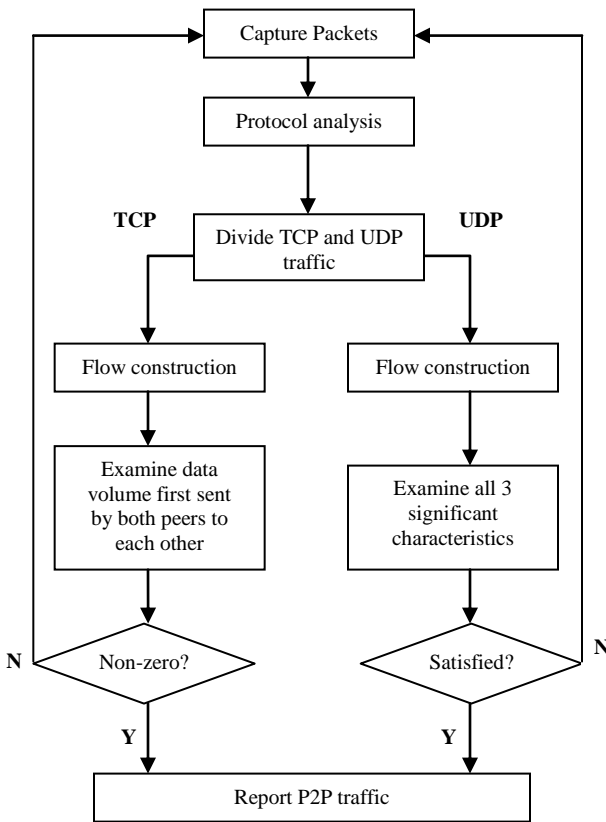 Capture Packets
Protocol analysis
TCP
UDP
Divide TCP and UDP
traffic
Flow construction
Flow construction
Examine data
volume first sent
by both peers to
each other
Examine all 3
significant
characteristics
N
Non-zero?
Satisfied?
N
Y
Y
Report P2P traffic